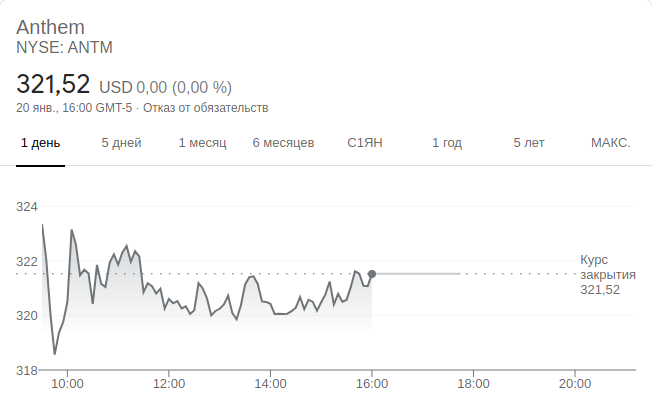 Anthem
NYSE: ANTM
321,52 USD 0,00 (0,00 %)
20 янв., 16:00 GMT-5 · Отказ от обязательств
1 день 5 дней 1 месяц 6 месяцев С1ЯН 1 год 5 лет МАКС.
324
322
320
318
Курс
закрытия
321,52
10:00 12:00 14:00 16:00 18:00 20:00